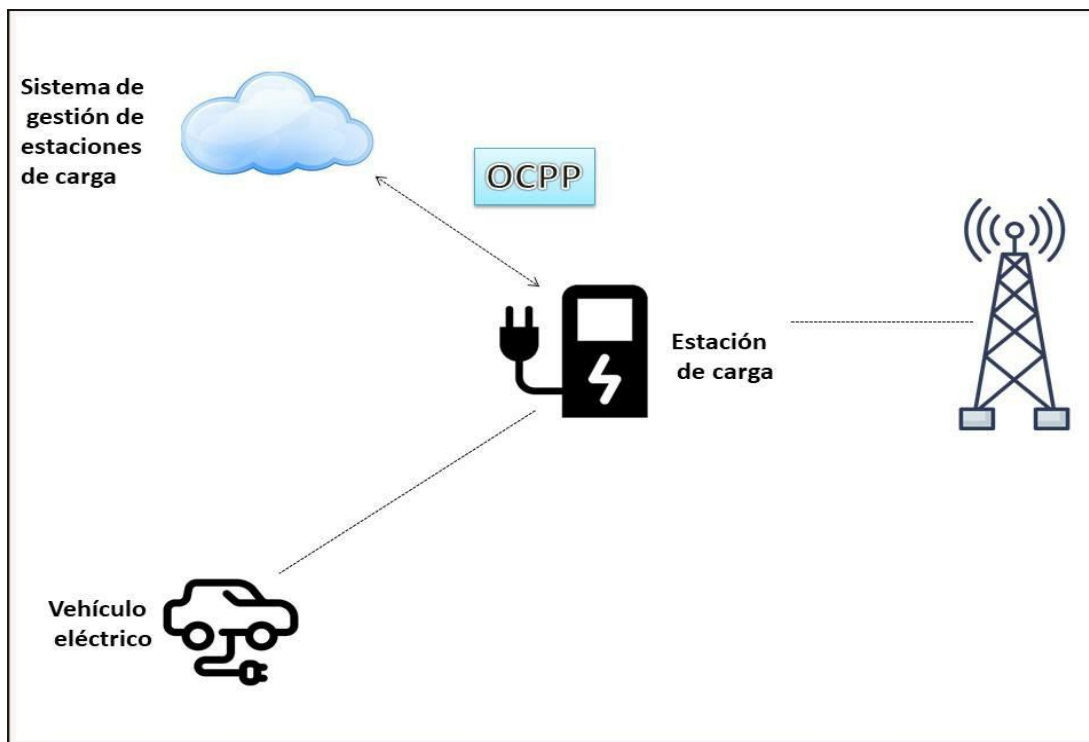 Sistema de
gestión de
estaciones
de carga
OCPP
Estación
de carga
Vehículo
eléctrico